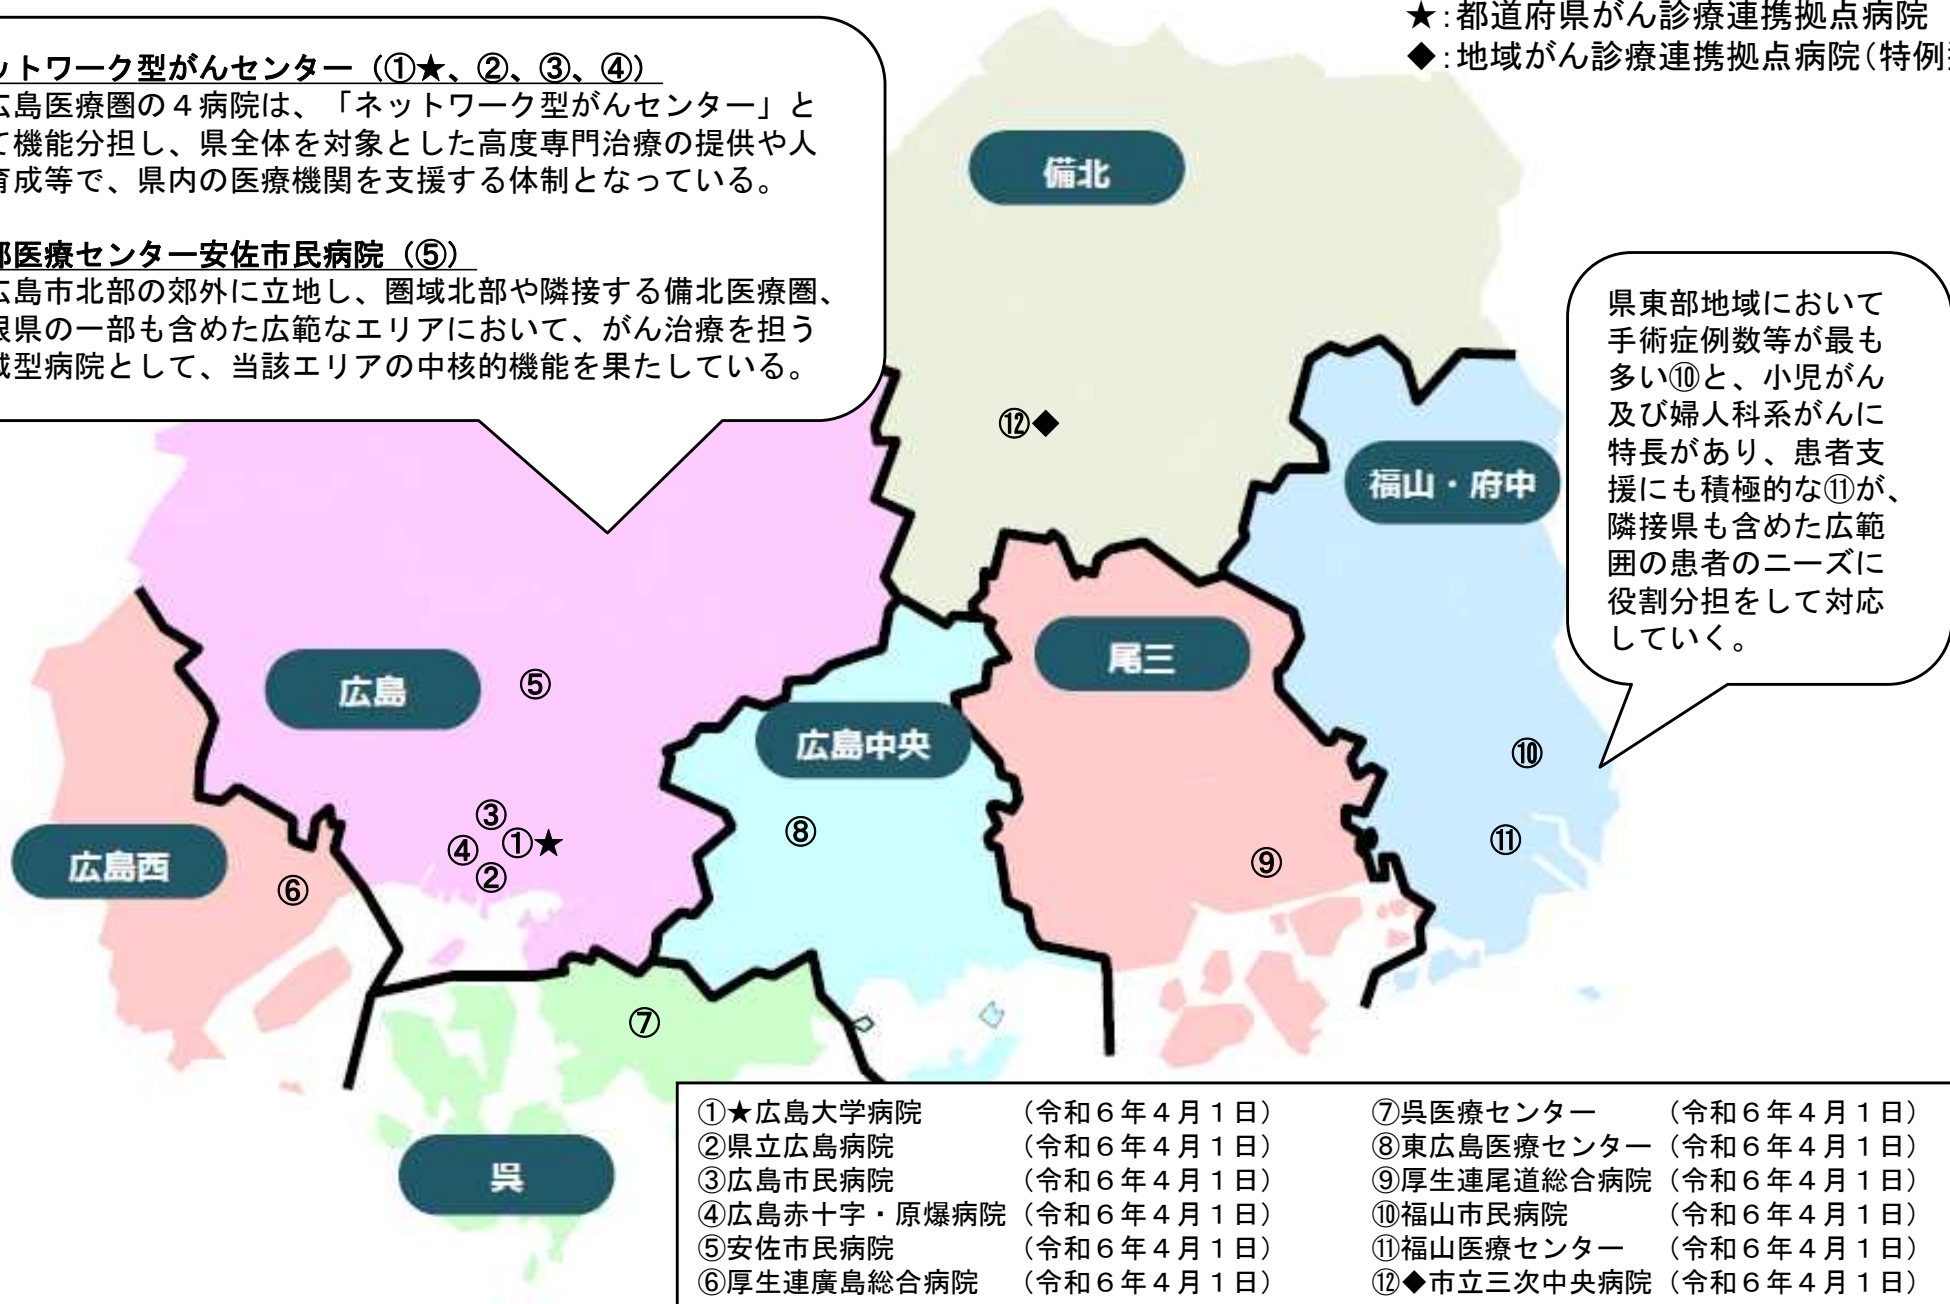 ★：都道府県がん診療連携拠点病院
◆：地域がん診療連携拠点病院（特例
ットワーク型がんセンター（①★、②、③、④）
広島医療圏の４病院は、「ネットワーク型がんセンター」と
て機能分担し、県全体を対象とした高度専門治療の提供や人
育成等で、県内の医療機関を支援する体制となっている。
部医療センター安佐市民病院（⑤）
広島市北部の郊外に立地し、圏域北部や隣接する備北医療圏、
根県の一部も含めた広範なエリアにおいて、がん治療を担う
域型病院として、当該エリアの中核的機能を果たしている。
備北
⑫◆
福山・府中
県東部地域において
手術症例数等が最も
多い⑩と、小児がん
及び婦人科系がんに
特長があり、患者支
援にも積極的な⑪が、
隣接県も含めた広範
囲の患者のニーズに
役割分担をして対応
していく。
広島
⑤
尾三
広島中央
⑩
③
①★
④
②
⑧
⑪
広島西
⑥
⑨
⑦
呉
①★広島大学病院 （令和６年４月１日）
②県立広島病院 （令和６年４月１日）
③広島市民病院 （令和６年４月１日）
④広島赤十字・原爆病院 （令和６年４月１日）
⑤安佐市民病院 （令和６年４月１日）
⑥厚生連廣島総合病院 （令和６年４月１日）
⑦呉医療センター （令和６年４月１日）
⑧東広島医療センター （令和６年４月１日）
⑨厚生連尾道総合病院 （令和６年４月１日）
⑩福山市民病院 （令和６年４月１日）
⑪福山医療センター （令和６年４月１日）
⑫◆市立三次中央病院 （令和６年４月１日）